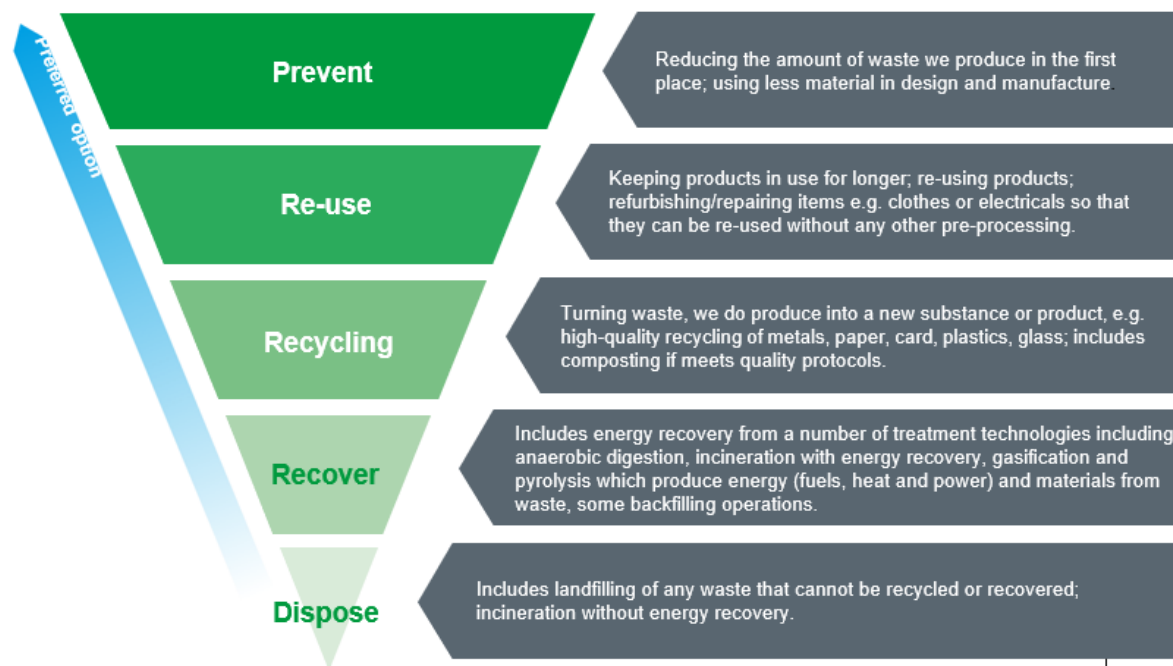 Preferred option
Prevent
Reducing the amount of waste we produce in the first
place; using less material in design and manufacture.
Re-use
Keeping products in use for longer; re-using products;
refurbishing/repairing items e.g. clothes or electricals so that
they can be re-used without any other pre-processing.
Recycling
Turning waste, we do produce into a new substance or product, e.g.
high-quality recycling of metals, paper, card, plastics, glass; includes
composting if meets quality protocols.
Recover
Includes energy recovery from a number of treatment technologies including
anaerobic digestion, incineration with energy recovery, gasification and
pyrolysis which produce energy (fuels, heat and power) and materials from
waste, some backfilling operations.
Dispose
Includes landfilling of any waste that cannot be recycled or recovered;
incineration without energy recovery.